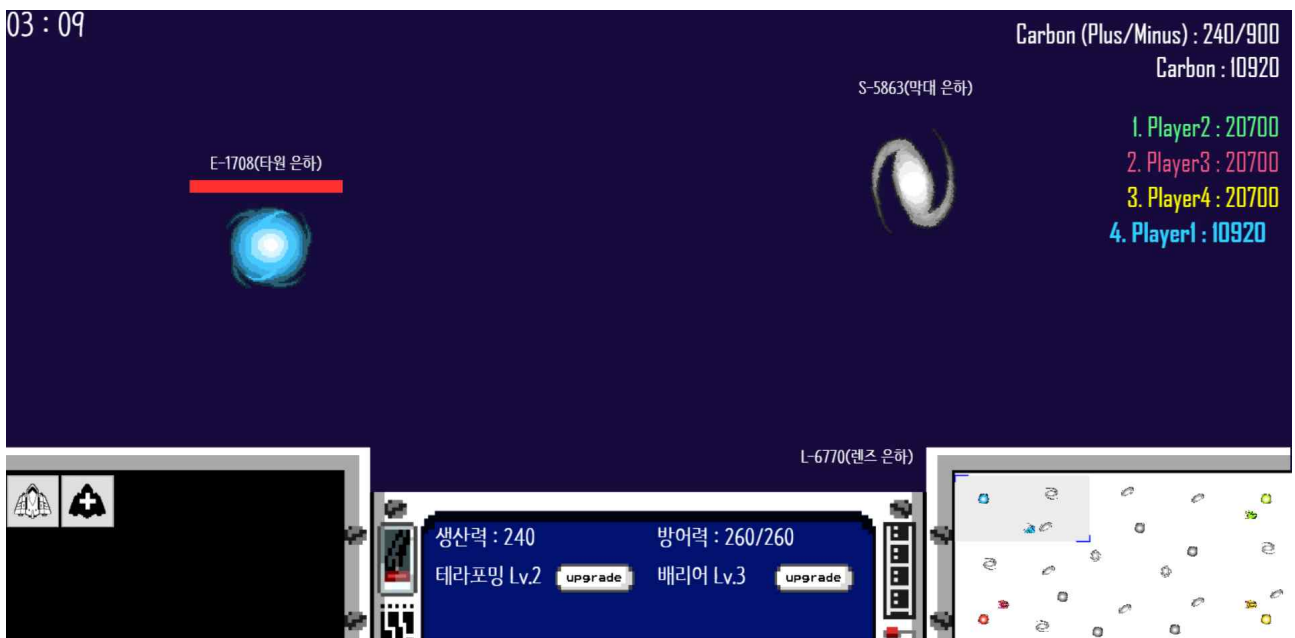 03 : 09
Carbon (Plus/Minus) : 240/900
Carbon : 10920
S-5863(막대 은하)
1. Player2 : 20700
E-1708(타원 은하)
2. Player3 : 20700
3. Player4 : 20700
4. Player1 : 10920
L-6770(렌즈 은하)
생산력 : 240 방어력 : 260/260
테라포밍 Lv.2 upgrade 배리어 Lv.3 upgrade